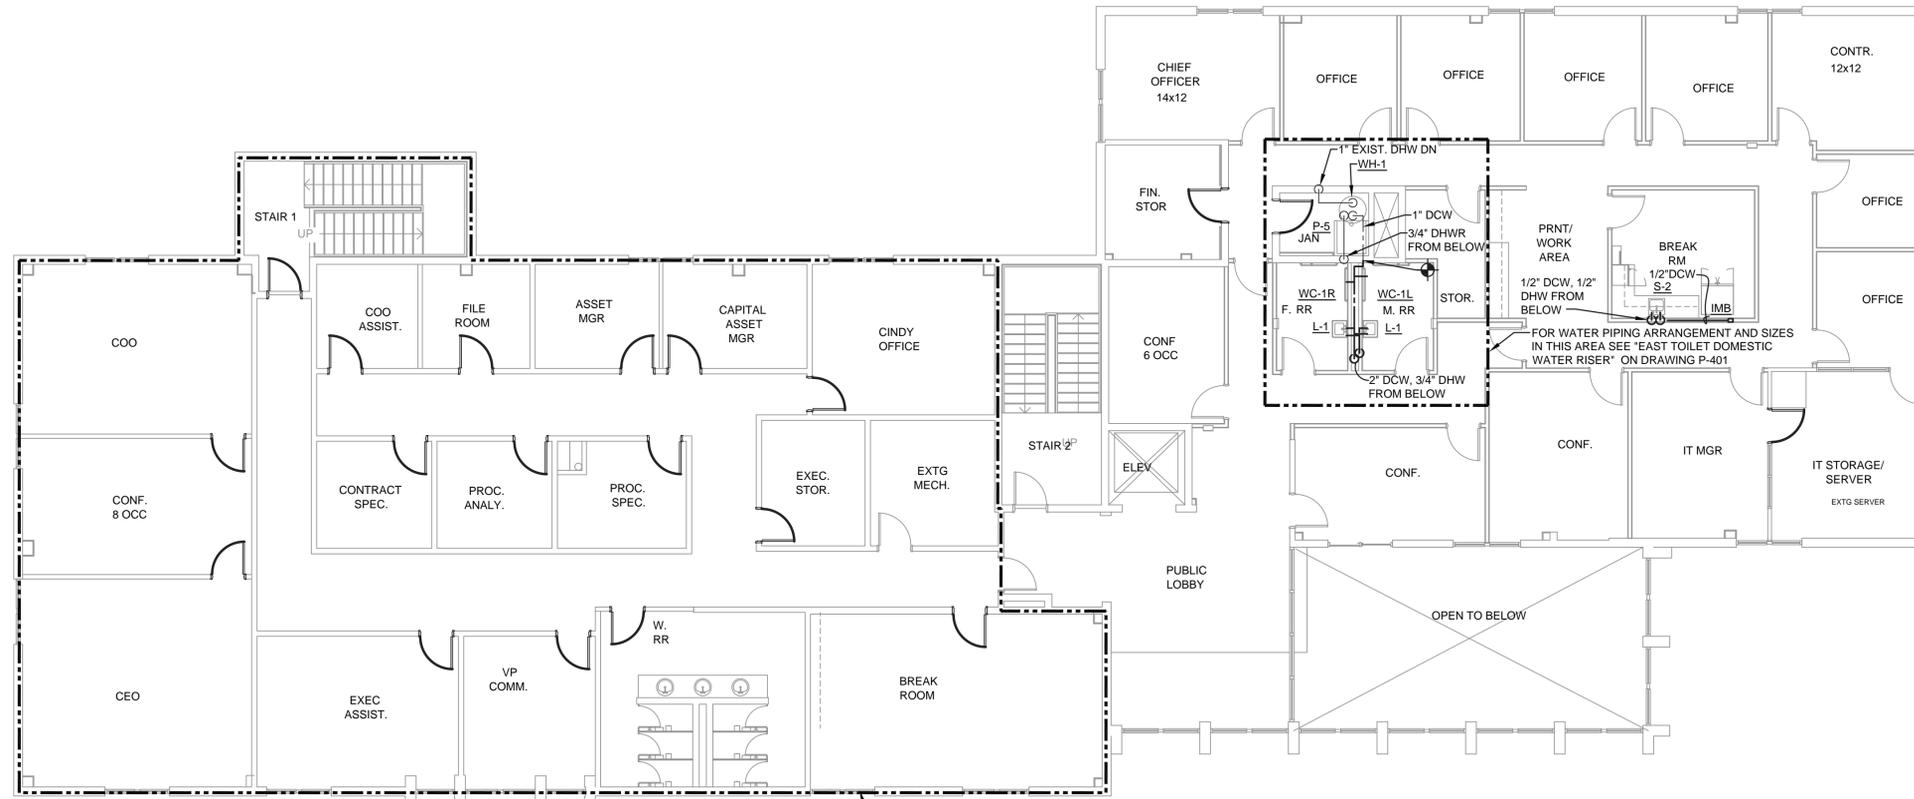 CHIEF
OFFICER
14x12
OFFICE
OFFICE
OFFICE
OFFICE
CONTR.
12x12
1" EXIST. DHW DN
WH-1
FIN.
STOR
P-5
JAN
1" DCW
3/4" DHWR
FROM BELOW
PRNT/
WORK
AREA
BREAK
RM
1/2"DCW
S-2
IMB
1/2" DCW, 1/2"
DHW FROM
BELOW
OFFICE
OFFICE
STAIR 1
UP
WC-1R
F. RR
L-1
WC-1L
M. RR
L-1
STOR.
FOR WATER PIPING ARRANGEMENT AND SIZES
IN THIS AREA SEE "EAST TOILET DOMESTIC
WATER RISER" ON DRAWING P-401
2" DCW, 3/4" DHW
FROM BELOW
COO
COO
ASSIST.
FILE
ROOM
ASSET
MGR
CAPITAL
ASSET
MGR
CINDY
OFFICE
CONF
6 OCC
STAIR 2
UP
ELEV
CONF.
CONF.
IT MGR
IT STORAGE/
SERVER
EXTG SERVER
CONF.
8 OCC
CONTRACT
SPEC.
PROC.
ANALY.
PROC.
SPEC.
EXEC.
STOR.
EXTG
MECH.
PUBLIC
LOBBY
OPEN TO BELOW
CEO
EXEC
ASSIST.
VP
COMM.
W.
RR
BREAK
ROOM